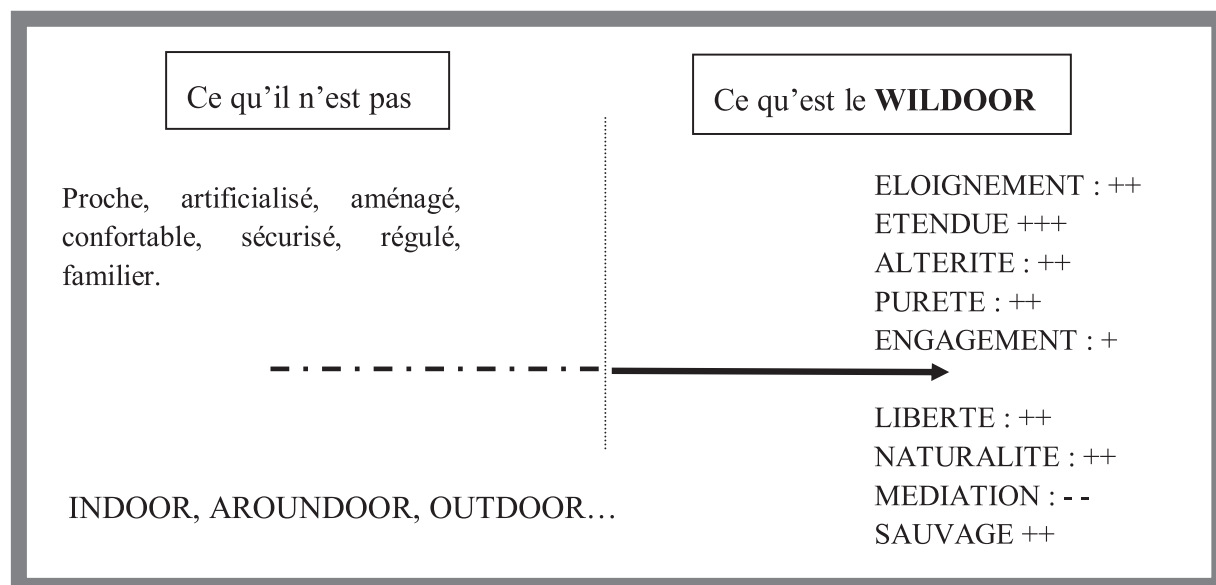 Ce qu’il n’est pas
Proche, artificialisé, aménagé,
confortable, sécurisé, régulé,
familier.
INDOOR, AROUNDOOR, OUTDOOR…
Ce qu’est le WILDOOR
ELOIGNEMENT : ++
ETENDUE +++
ALTERITE : ++
PURETE : ++
ENGAGEMENT : +
LIBERTE : ++
NATURALITE : ++
MEDIATION : - -
SAUVAGE ++